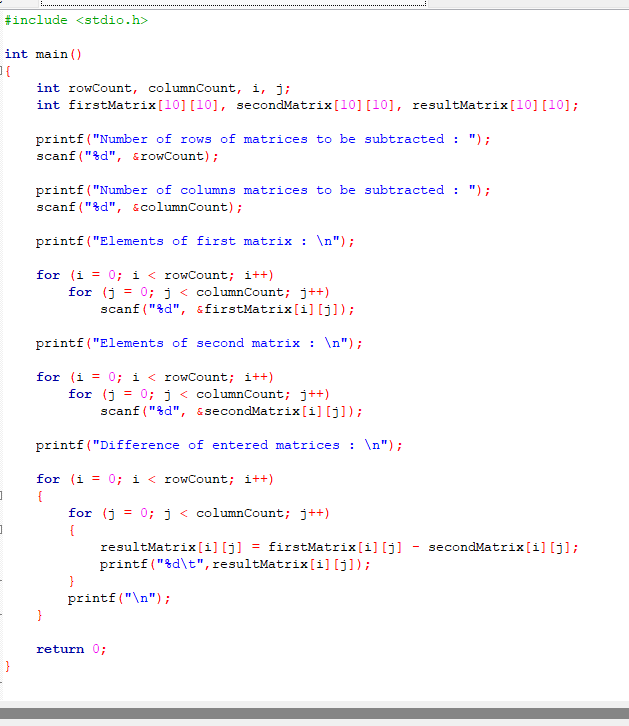 #include <stdio.h>
int main()
{
int rowCount, columnCount, i, j;
int firstMatrix[10][10], secondMatrix[10][10], resultMatrix[10][10];
printf("Number of rows of matrices to be subtracted : ");
scanf("%d", &rowCount);
printf("Number of columns matrices to be subtracted : ");
scanf("%d", &columnCount);
printf("Elements of first matrix : \n");
for (i = 0; i < rowCount; i++)
for (j = 0; j < columnCount; j++)
scanf("%d", &firstMatrix[i][j]);
printf("Elements of second matrix : \n");
for (i = 0; i < rowCount; i++)
for (j = 0; j < columnCount; j++)
scanf("%d", &secondMatrix[i][j]);
printf("Difference of entered matrices : \n");
for (i = 0; i < rowCount; i++)
{
for (j = 0; j < columnCount; j++)
{
resultMatrix[i][j] = firstMatrix[i][j] - secondMatrix[i][j];
printf("%d\t",resultMatrix[i][j]);
}
printf("\n");
}
return 0;
}